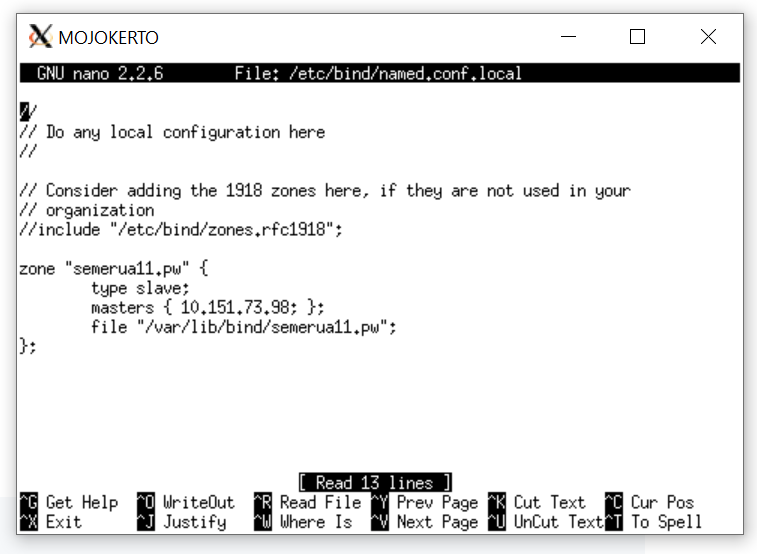 MOJOKERTO
GNU nano 2.2.6 File: /etc/bind/named.conf.local
//
// Do any local configuration here
//
// Consider adding the 1918 zones here, if they are not used in your
// organization
//include "/etc/bind/zones.rfc1918";
zone "semerua11.pw" {
type slave;
masters { 10.151.73.98; };
file "/var/lib/bind/semerua11.pw";
};
[ Read 13 lines ]
^G Get Help ^O WriteOut ^R Read File ^Y Prev Page ^K Cut Text ^C Cur Pos
^X Exit ^J Justify ^W Where Is ^V Next Page ^U UnCut Text ^T To Spell